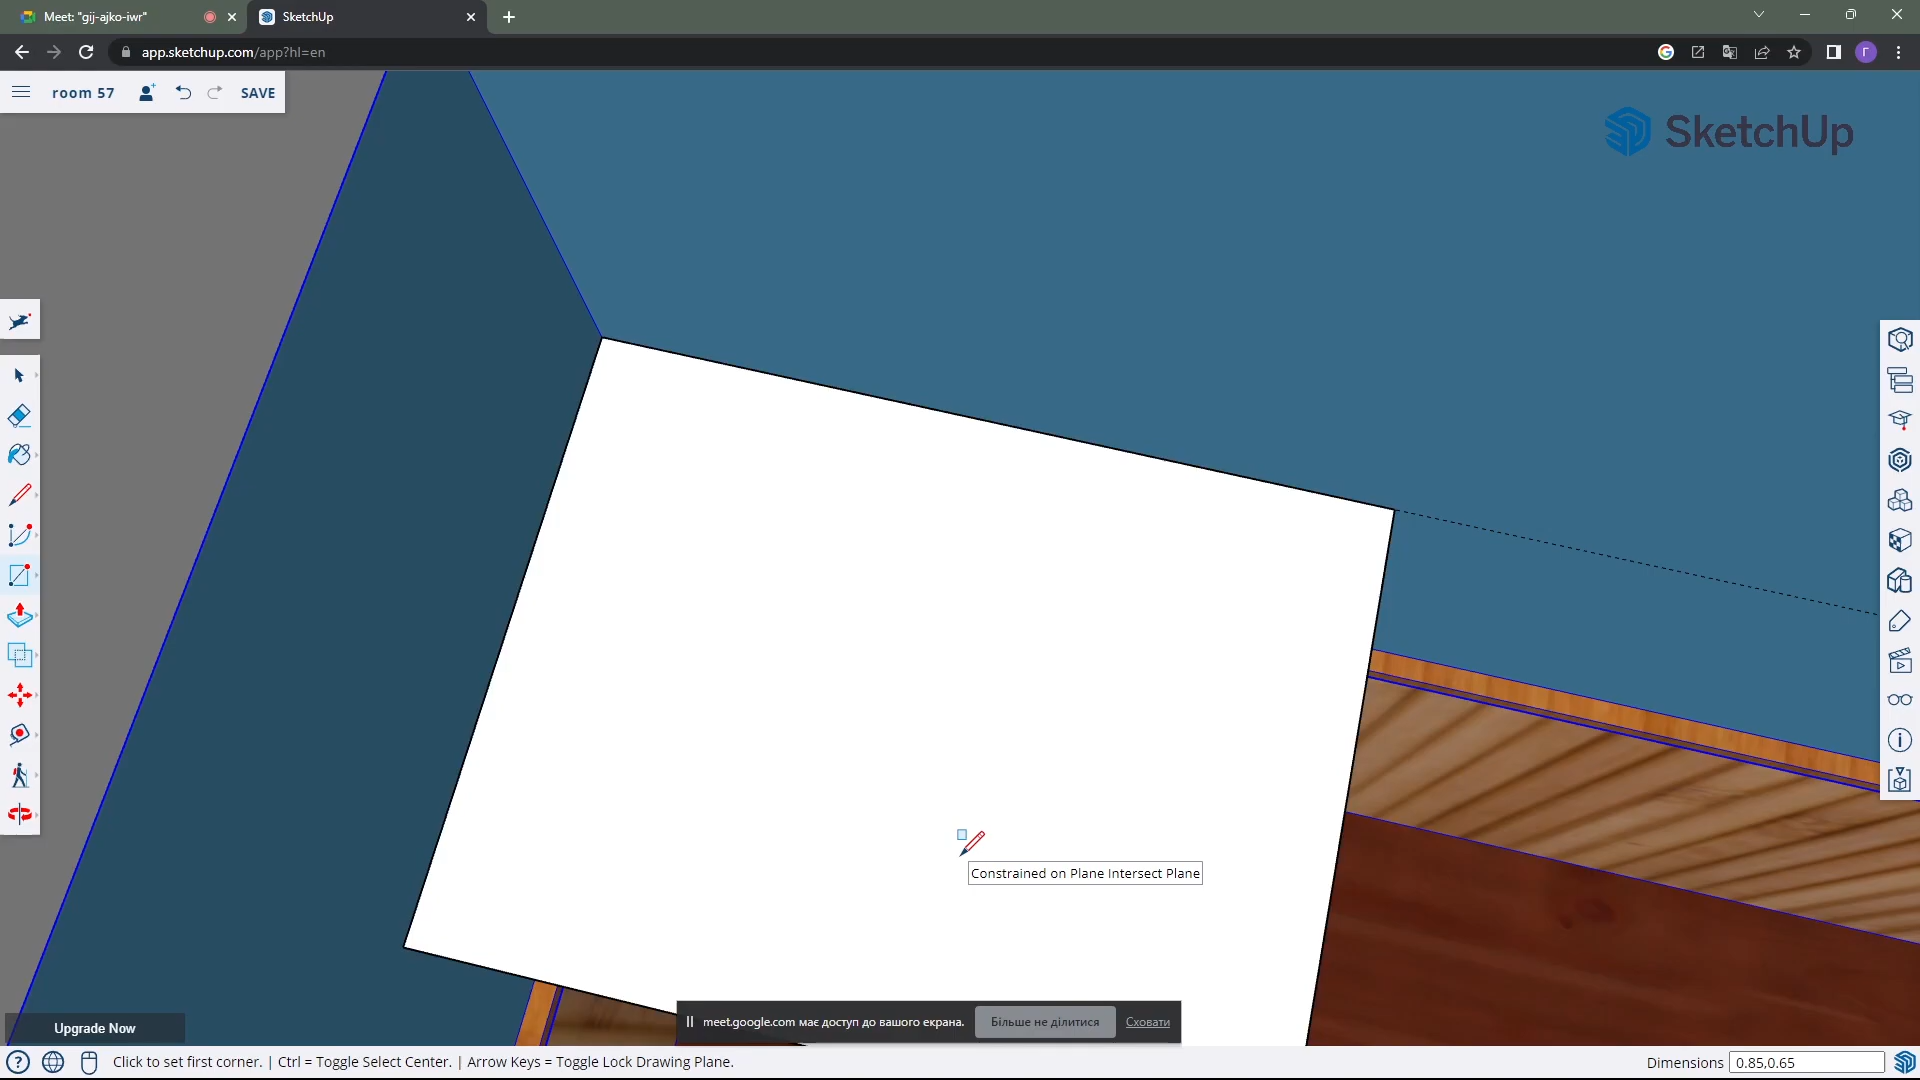 Meet: "gij-ajko-iwr"
SketchUp
app.sketchup.com/app?hl=en
Г
room 57
SAVE
SketchUp
Constrained on Plane Intersect Plane
meet.google.com має доступ до вашого екрана.
Більше не ділитися
Сховати
Upgrade Now
Click to set first corner. | Ctrl = Toggle Select Center. | Arrow Keys = Toggle Lock Drawing Plane.
Dimensions
0.85,0.65